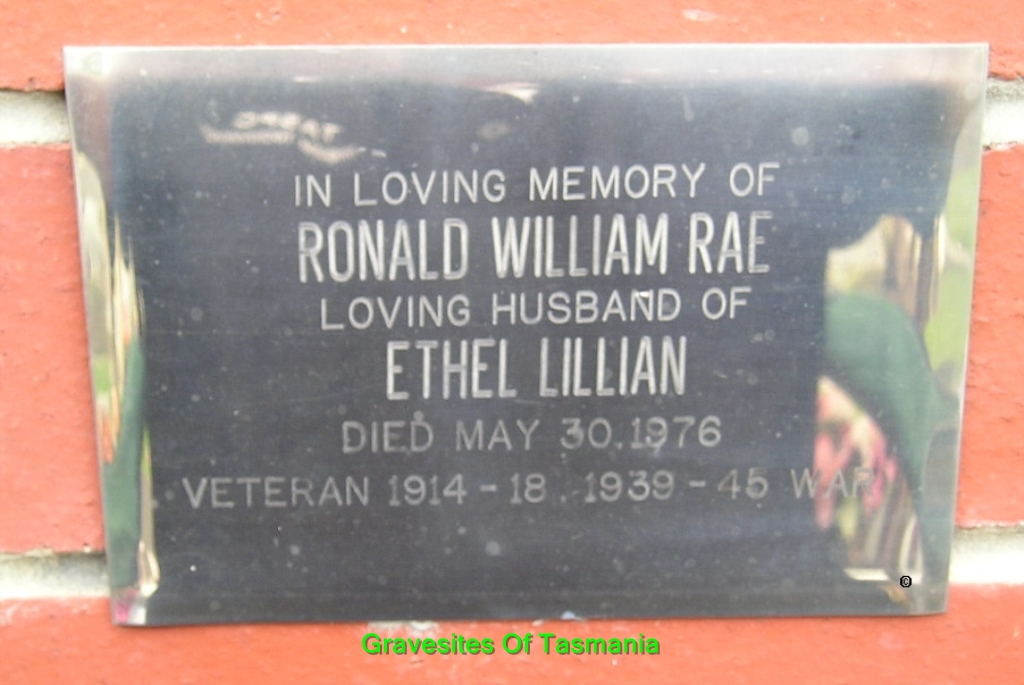 IN LOVING MEMORY OF
RONALD WILLIAM RAE
LOVING HUSBAND OF
ETHEL LILLIAN
DIED MAY 30.1976
VETERAN 1914 - 18 . 1939 - 45 WAR
©
Gravesites Of Tasmania